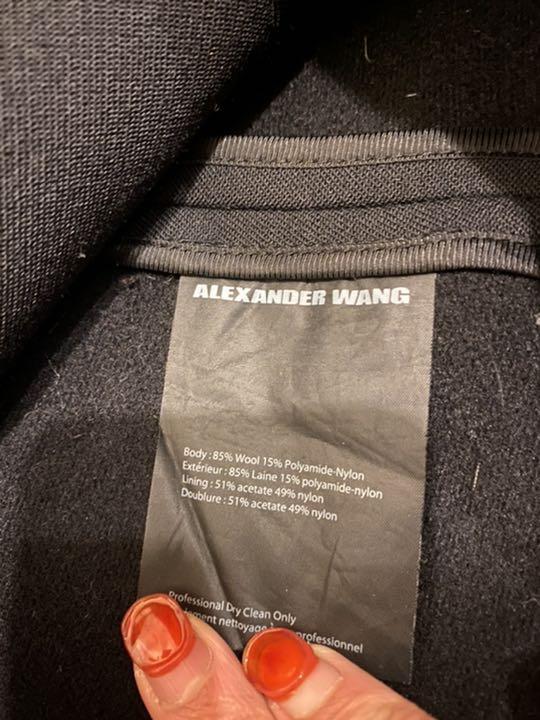 ALEXANDER WANG
Body : 85% Wool 15% Polyamide-Nylon
Extérieur : 85% Laine 15% polyamide-nylon
Lining : 51% acetate 49% nylon
Doublure : 51% acetate 49% nylon
Professional Dry Clean Only
nettoyage professionnel